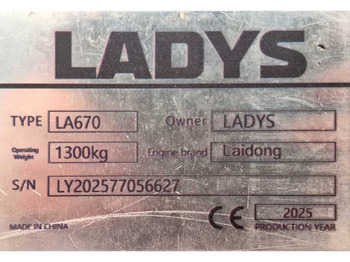 LADYS
TYPE LA670 Owner LADYS
Operating Weight 1300kg Engine brand Laidong
S/N LY202577056627
CE 2025
MADE IN CHINA PRODUCTION YEAR